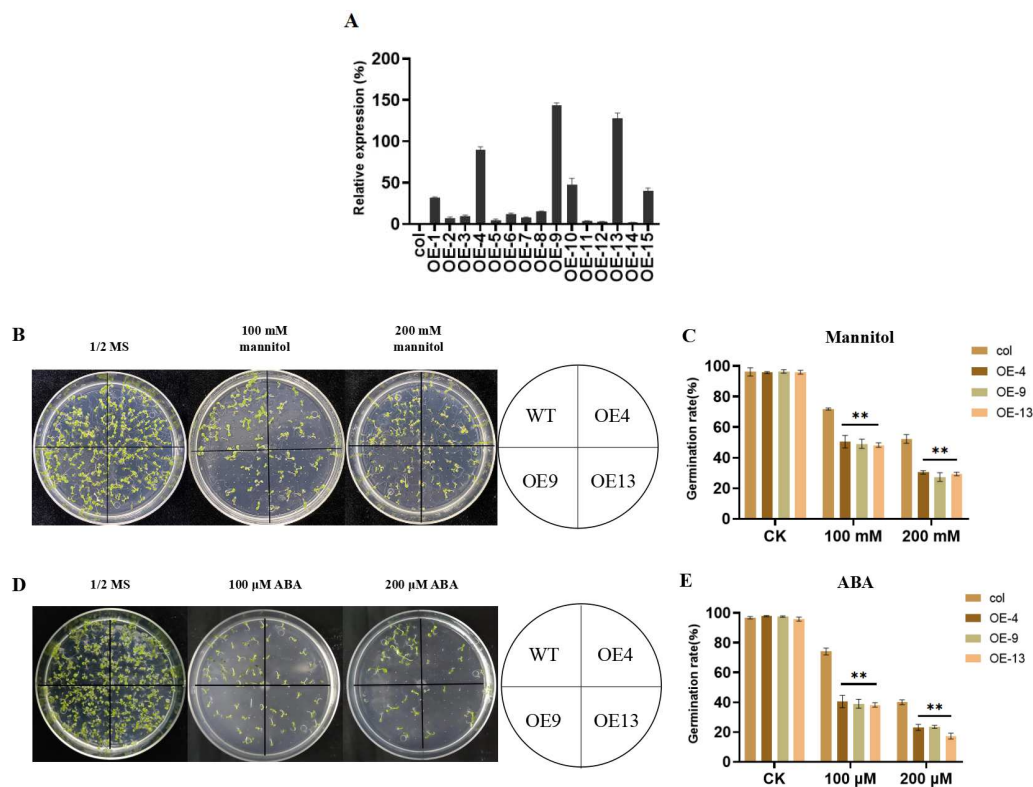 A
Relative expression (%)
200
150
100
50
0
col
OE-1
OE-2
OE-3
OE-4
OE-5
OE-6
OE-7
OE-8
OE-9
OE-10
OE-11
OE-12
OE-13
OE-14
OE-15
B
1/2 MS
100 mM
mannitol
200 mM
mannitol
WT
OE4
OE9
OE13
C
Mannitol
Germination rate(%)
100
80
60
40
20
0
**
**
CK
100 mM
200 mM
col
OE-4
OE-9
OE-13
D
1/2 MS
100 µM ABA
200 µM ABA
WT
OE4
OE9
OE13
E
ABA
Germination rate(%)
100
80
60
40
20
0
**
**
CK
100 µM
200 µM
col
OE-4
OE-9
OE-13